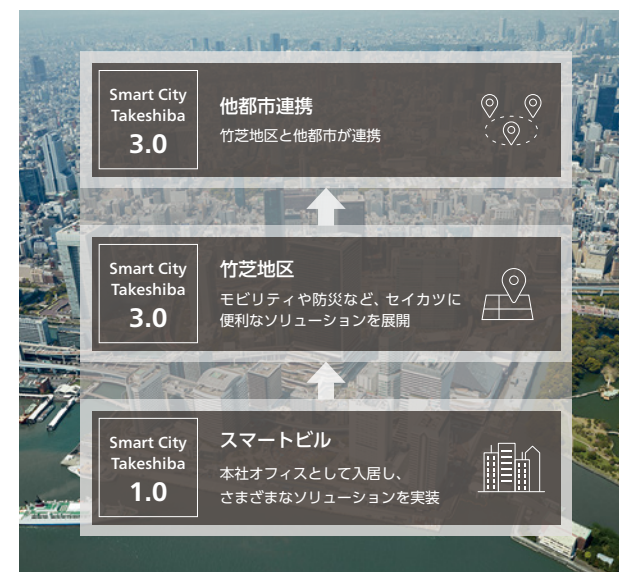 Smart City
Takeshiba
3.0
他都市連携
竹芝地区と他都市が連携
Smart City
Takeshiba
3.0
竹芝地区
モビリティや防災など、セイカツに
便利なソリューションを展開
Smart City
Takeshiba
1.0
スマートビル
本社オフィスとして入居し、
さまざまなソリューションを実装